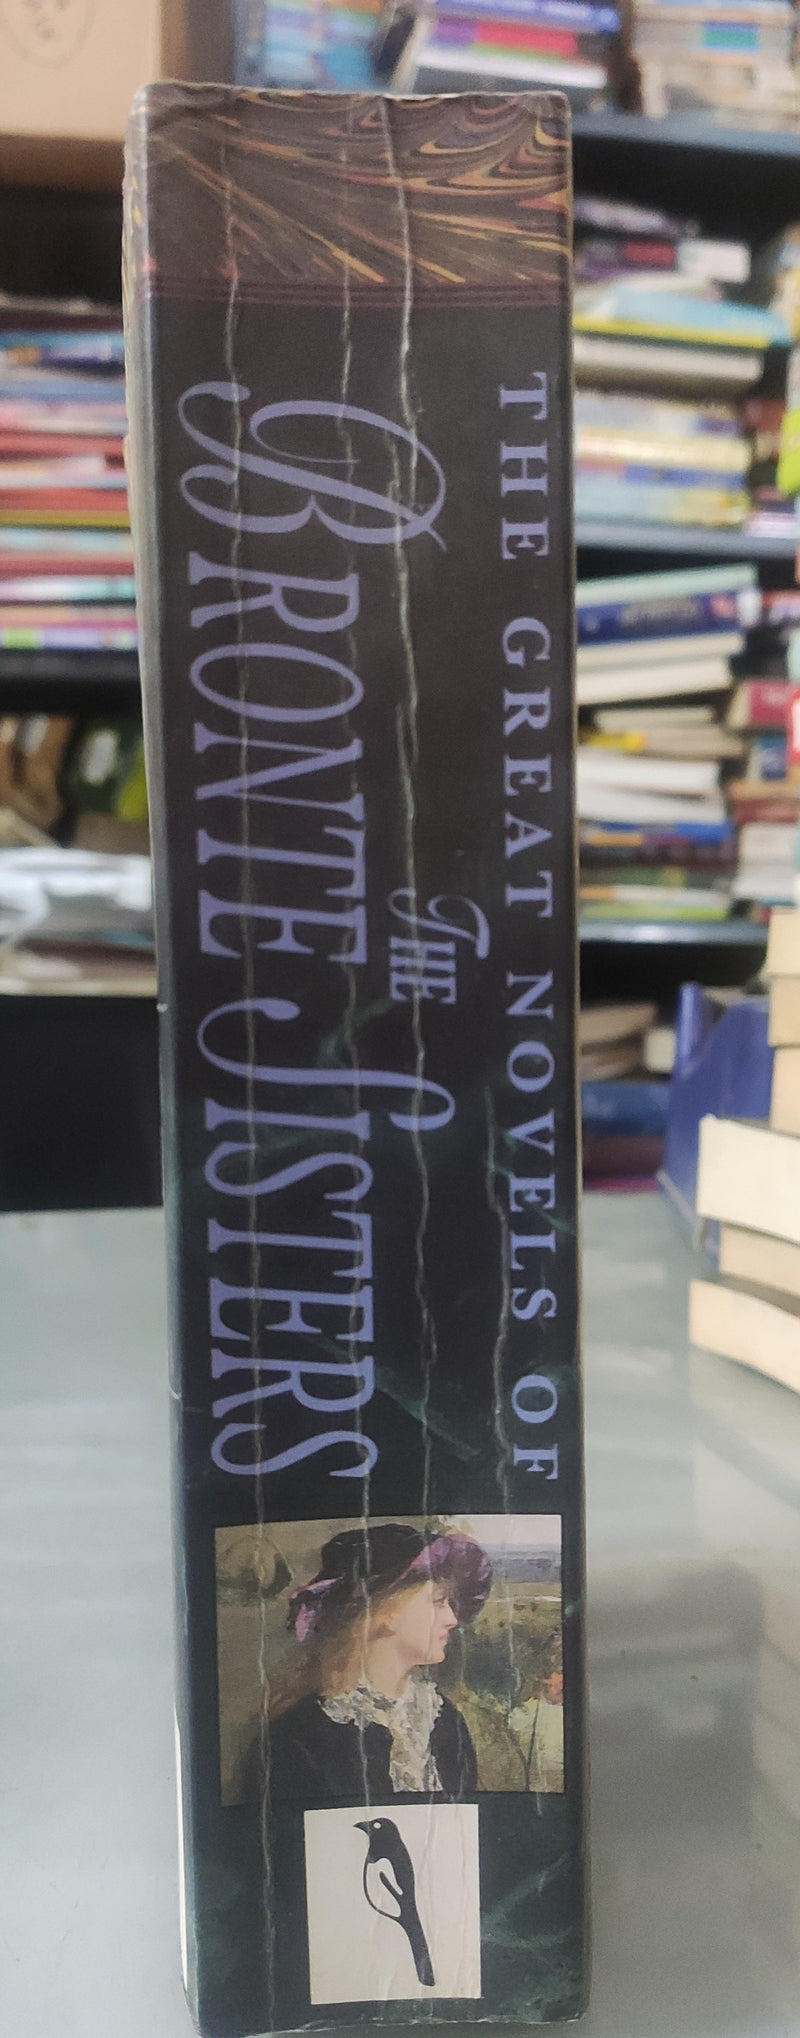 THE GREAT NOVELS OF
THE
BRONTE SISTERS